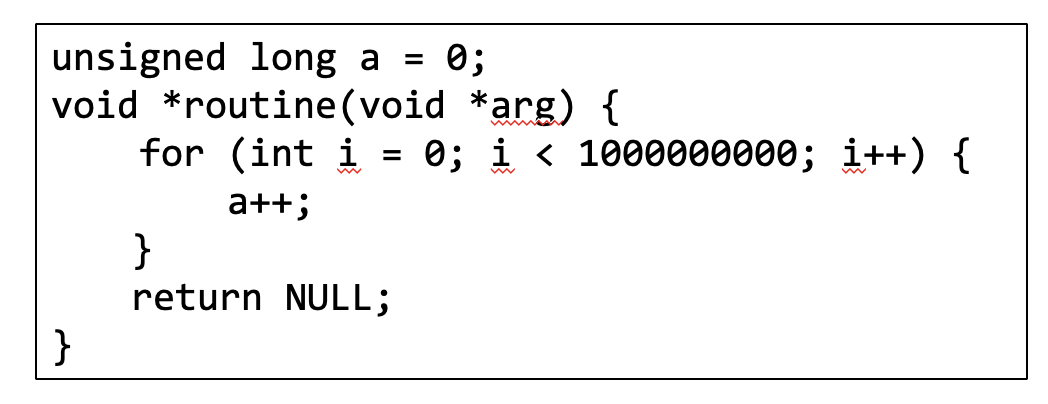 unsigned long a = 0;
void *routine(void *arg) {
    for (int i = 0; i < 1000000000; i++) {
        a++;
    }
    return NULL;
}